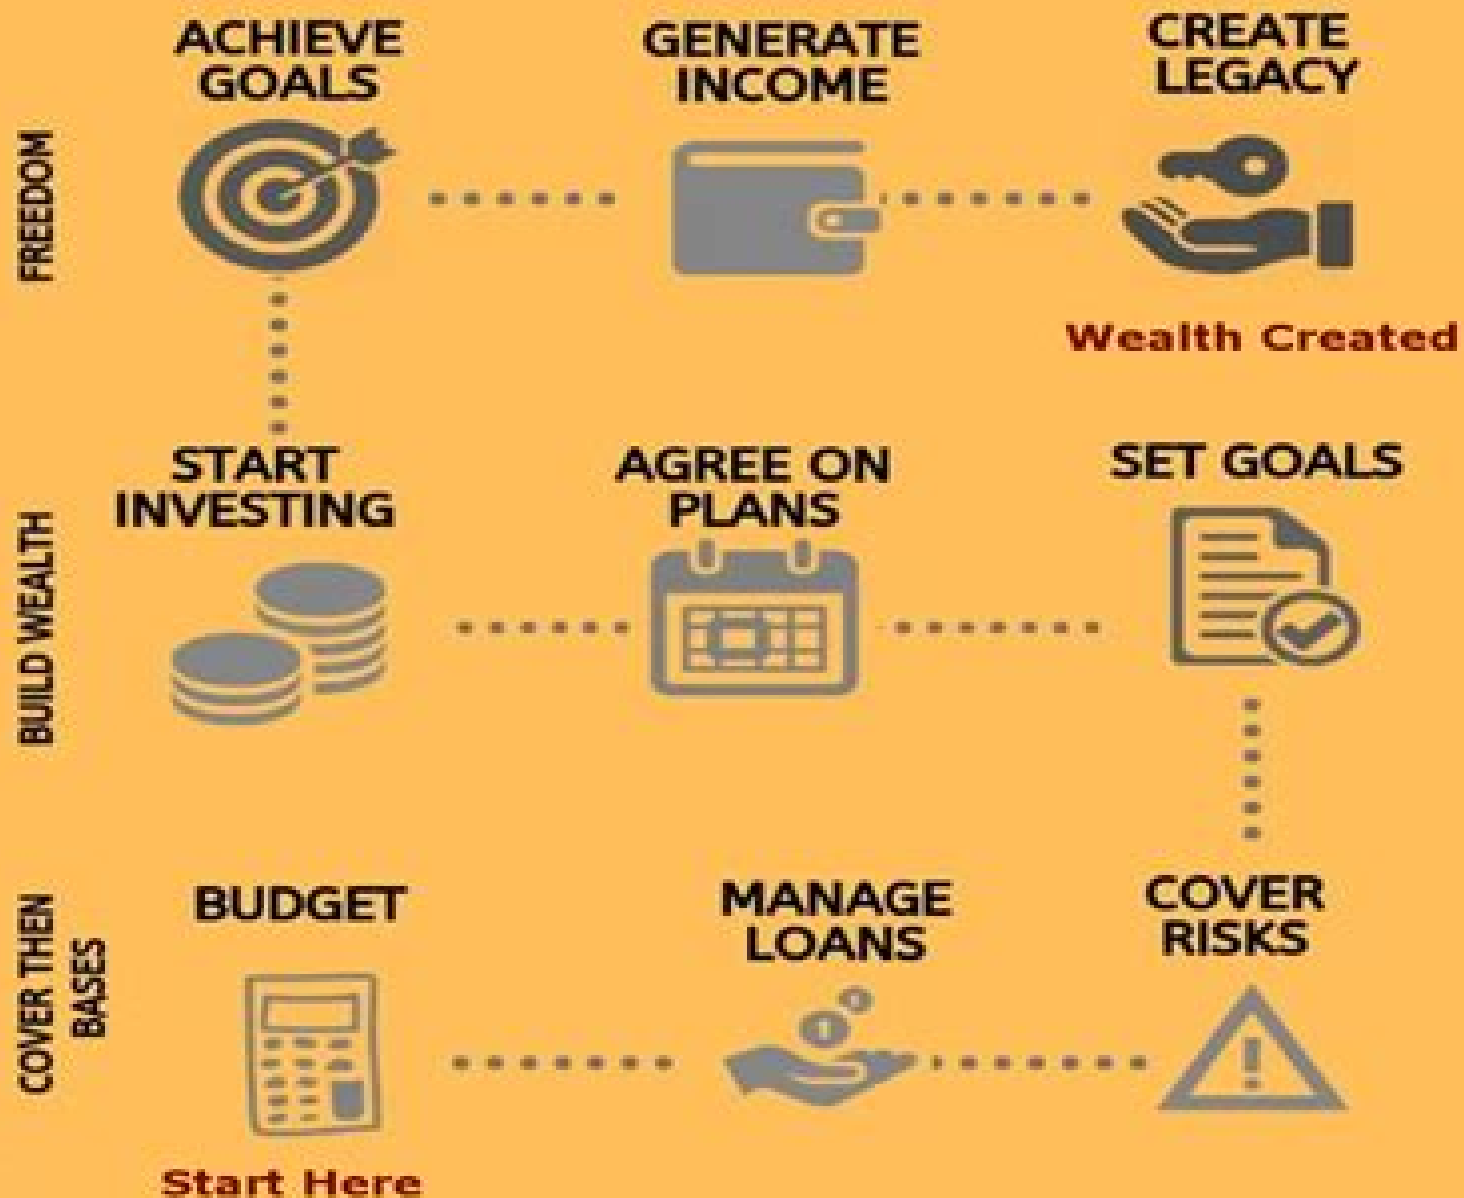 ACHIEVE
GOALS
GENERATE
INCOME
CREATE
LEGACY
FREEDOM
Wealth Created
START
INVESTING
AGREE ON
PLANS
SET GOALS
BUILD WEALTH
BUDGET
MANAGE
LOANS
COVER
RISKS
COVER THEN
BASES
Start Here